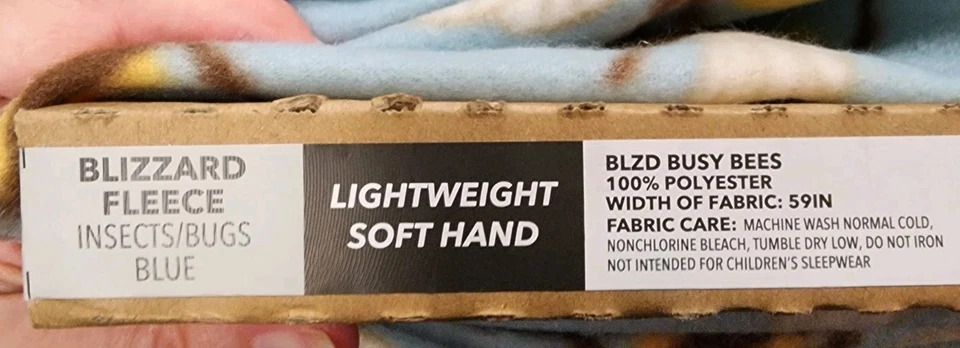 BLIZZARD
FLEECE
INSECTS/BUGS
BLUE
LIGHTWEIGHT
SOFT HAND
BLZD BUSY BEES
100% POLYESTER
WIDTH OF FABRIC: 59IN
FABRIC CARE: MACHINE WASH NORMAL COLD,
NONCHLORINE BLEACH, TUMBLE DRY LOW, DO NOT IRON
NOT INTENDED FOR CHILDREN'S SLEEPWEAR